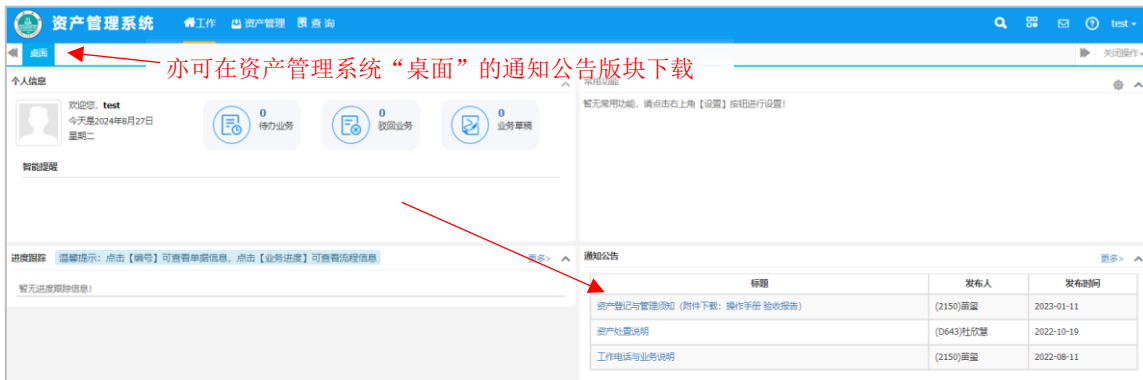 资产管理系统 工作 资产管理 查询 test
桌面 关闭操作
亦可在资产管理系统“桌面”的通知公告版块下载
个人信息
常用功能
欢迎您，test
今天是2024年8月27日
星期二
0
待办业务
0
驳回业务
0
业务草稿
暂无常用功能，请点击右上角【设置】按钮进行设置！
智能提醒
进度跟踪 温馨提示：点击【编号】可查看单据信息，点击【业务进度】可查看流程信息 更多>
暂无进度跟踪信息！
通知公告 更多>
标题 发布人 发布时间
资产登记与管理须知（附件下载：操作手册 验收报告） (2150)苗玺 2023-01-11
资产处置说明 (D643)杜欣慧 2022-10-19
工作电话与业务说明 (2150)苗玺 2022-08-11